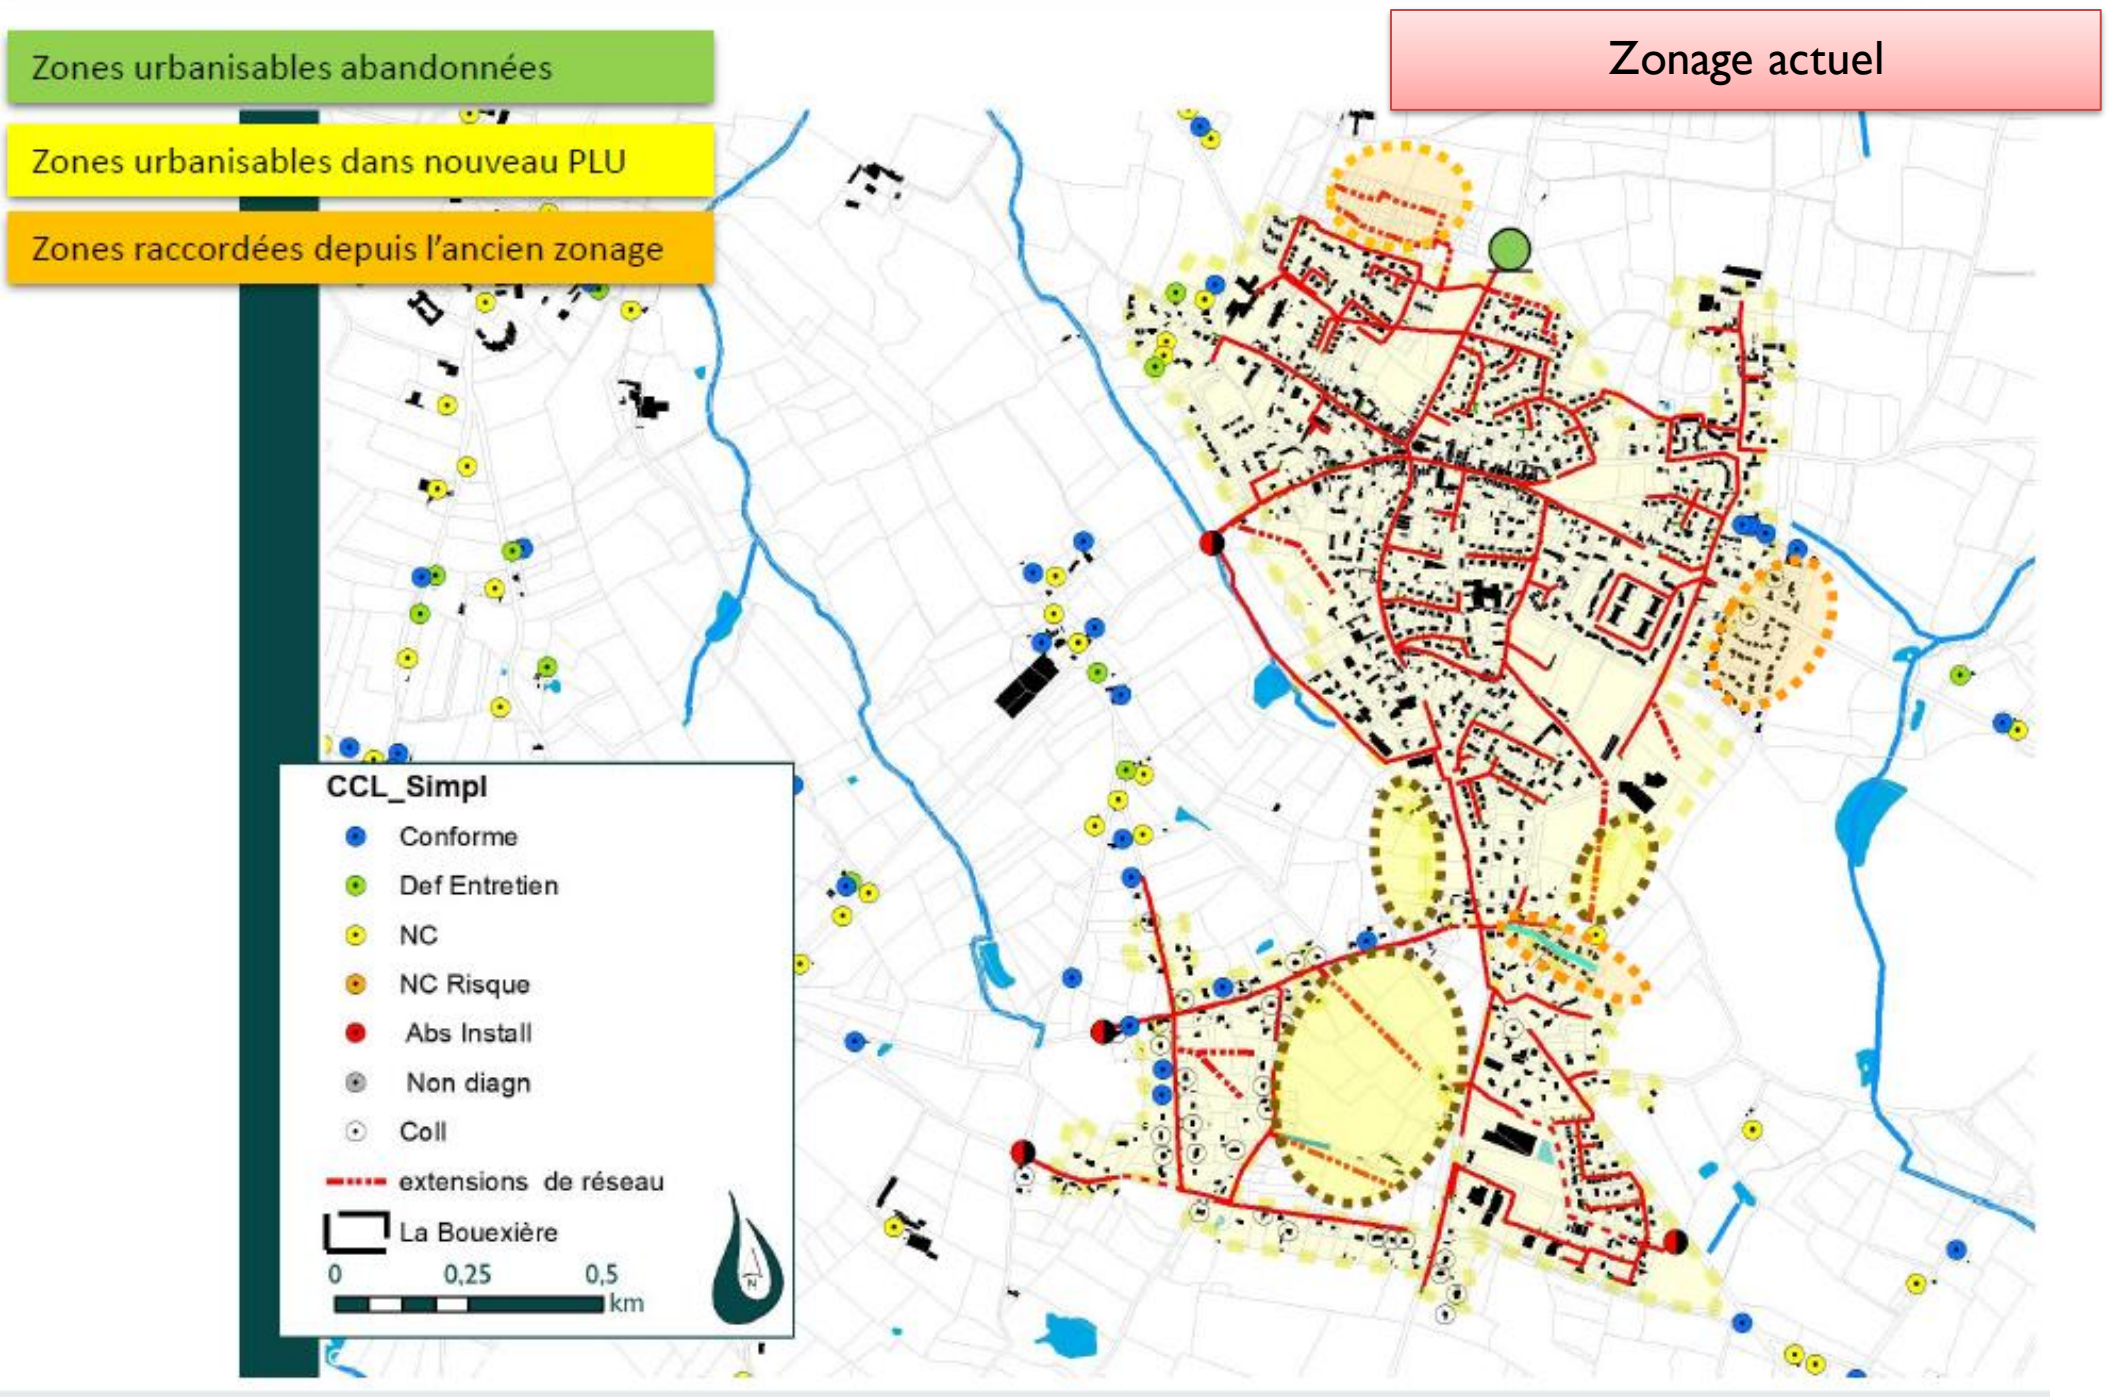 Zones urbanisables abandonnées
Zonage actuel
Zones urbanisables dans nouveau PLU
Zones raccordées depuis l’ancien zonage
CCL_Simpl
Conforme
Def Entretien
NC
NC Risque
Abs Install
Non diagn
Coll
extensions de réseau
La Bouexière
0 0,25 0,5
km
N